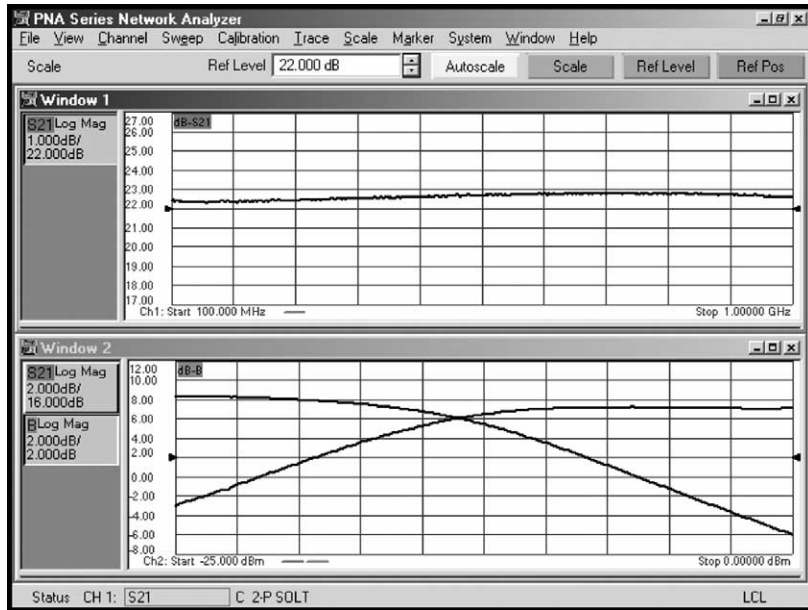 PNA Series Network Analyzer
File View Channel Sweep Calibration Trace Scale Marker System Window Help
Scale Ref Level 22.000 dB Autoscale Scale Ref Level Ref Pos
Window 1
S21 Log Mag
1.000dB/
22.000dB
dB-S21
27.00
26.00
25.00
24.00
23.00
22.00
21.00
20.00
19.00
18.00
17.00
Ch1: Start 100.000 MHz
Stop 1.00000 GHz
Window 2
S21 Log Mag
2.000dB/
16.000dB
B Log Mag
2.000dB/
2.000dB
dB-B
12.00
10.00
8.00
6.00
4.00
2.00
0.00
-2.00
-4.00
-6.00
-8.00
Ch2: Start -25.000 dBm
Stop 0.00000 dBm
Status CH 1: S21 C 2-P SOLT LCL